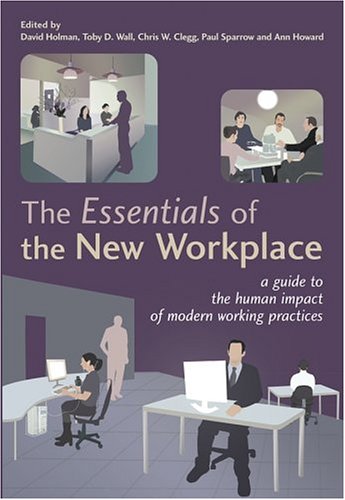 Edited by
David Holman, Toby D. Wall, Chris W. Clegg, Paul Sparrow and Ann Howard
The Essentials of
the New Workplace
a guide to
the human impact
of modern working practices